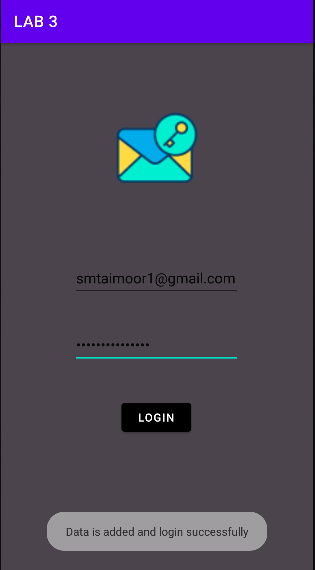 LAB 3
smtaimoor1@gmail.com
•••••••••••••••
LOGIN
Data is added and login successfully